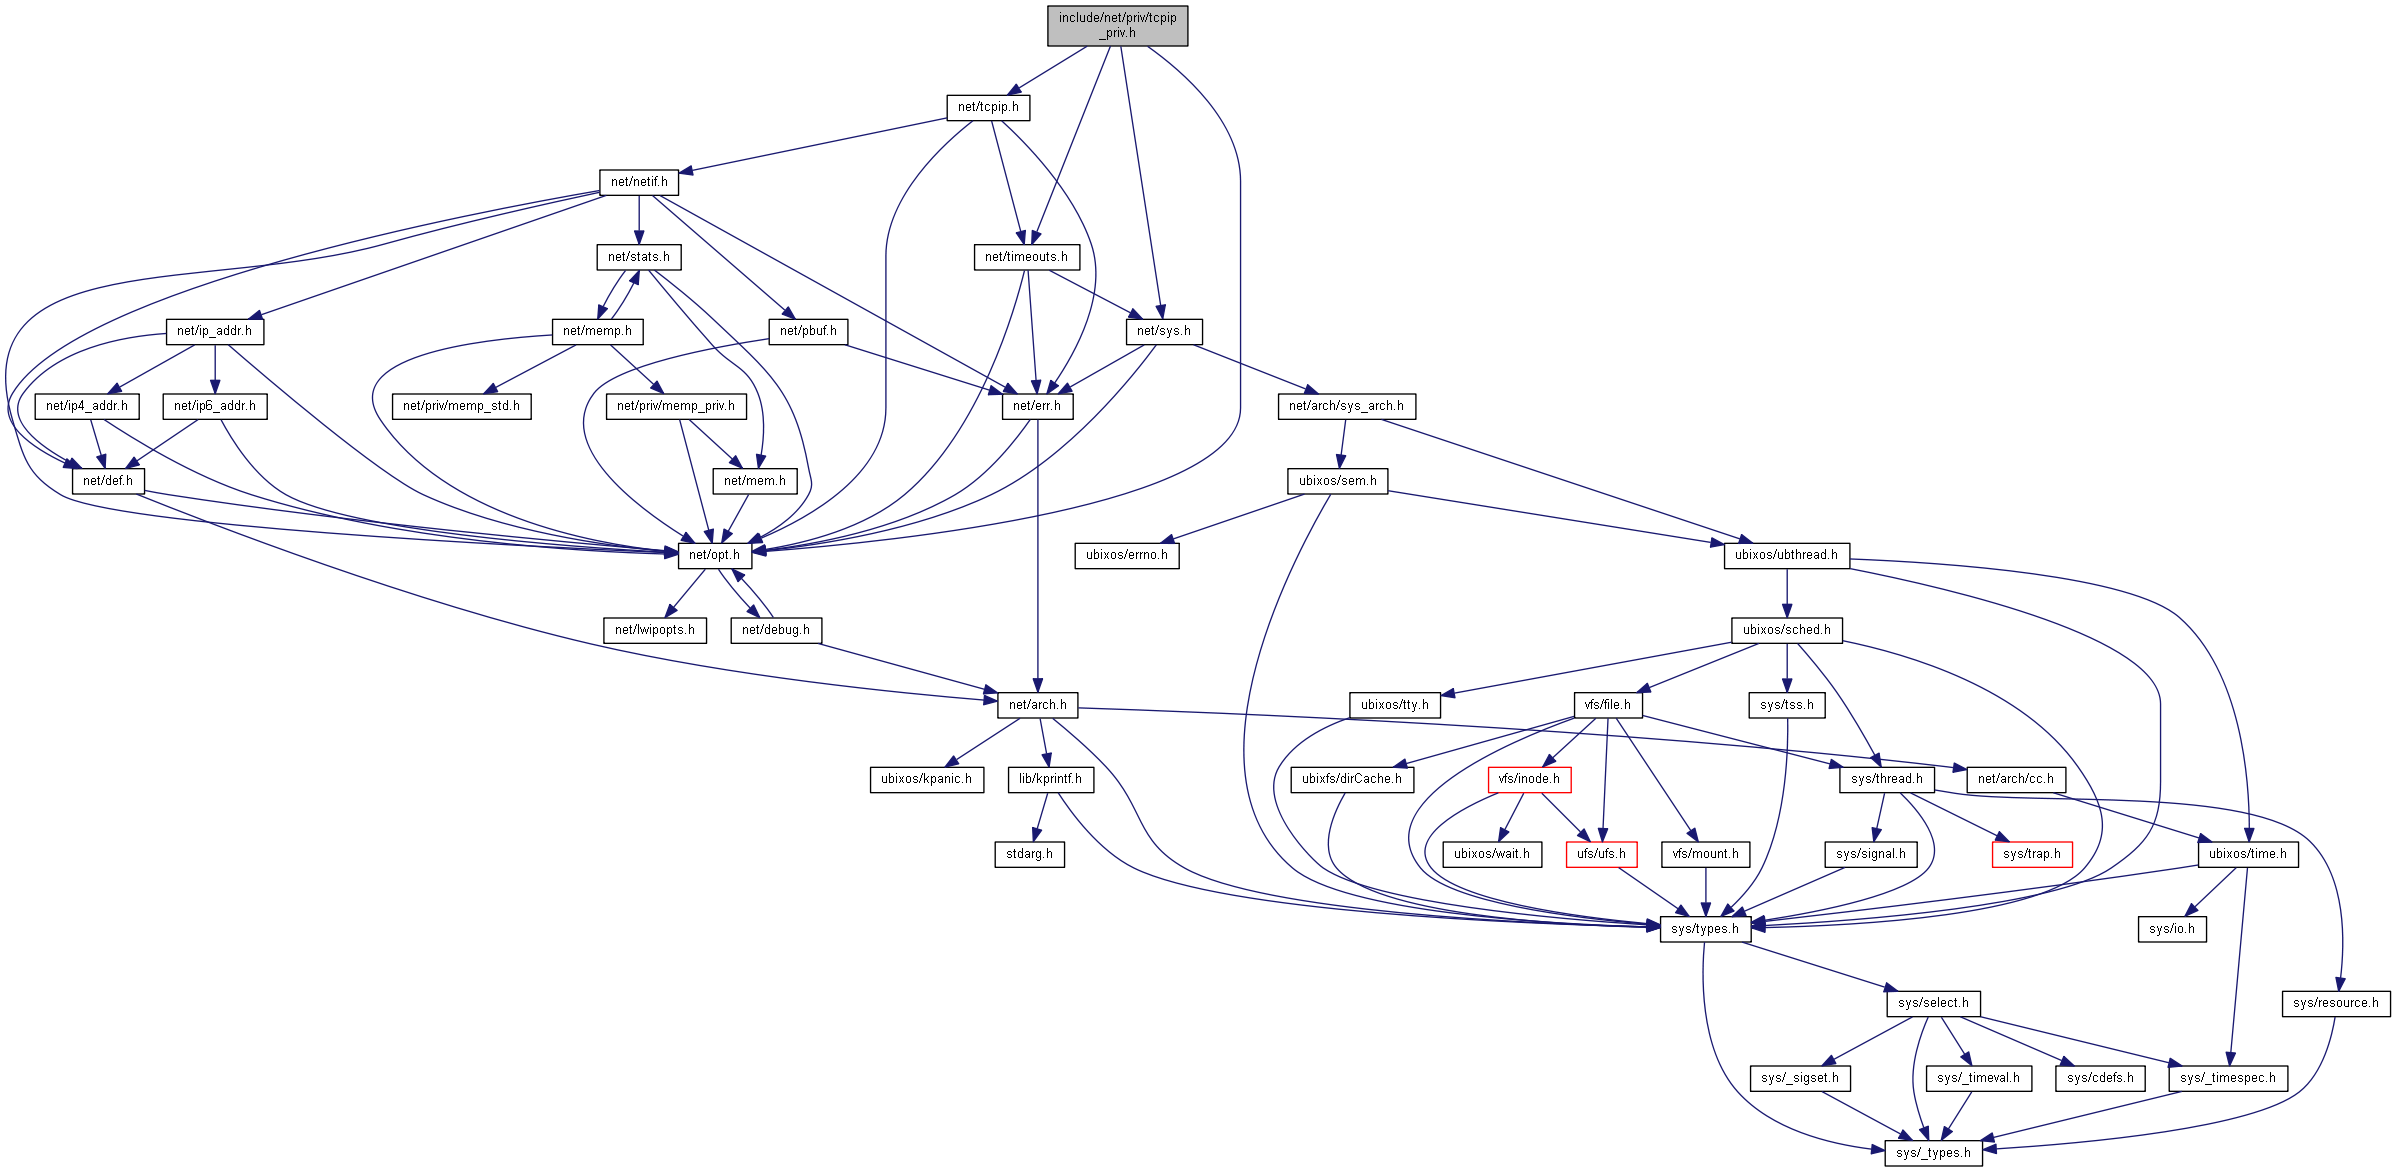 include/net/priv/tcpip
_priv.h
net/tcpip.h
net/netif.h
net/stats.h
net/timeouts.h
net/ip_addr.h
net/memp.h
net/pbuf.h
net/sys.h
net/ip4_addr.h
net/ip6_addr.h
net/priv/memp_std.h
net/priv/memp_priv.h
net/err.h
net/arch/sys_arch.h
net/def.h
net/mem.h
ubixos/sem.h
net/opt.h
ubixos/errno.h
ubixos/ubthread.h
net/lwipopts.h
net/debug.h
ubixos/sched.h
net/arch.h
ubixos/tty.h
vfs/file.h
sys/tss.h
ubixos/kpanic.h
lib/kprintf.h
ubixfs/dirCache.h
vfs/inode.h
sys/thread.h
net/arch/cc.h
stdarg.h
ubixos/wait.h
ufs/ufs.h
vfs/mount.h
sys/signal.h
sys/trap.h
ubixos/time.h
sys/types.h
sys/io.h
sys/select.h
sys/resource.h
sys/_sigset.h
sys/_timeval.h
sys/cdefs.h
sys/_timespec.h
sys/_types.h